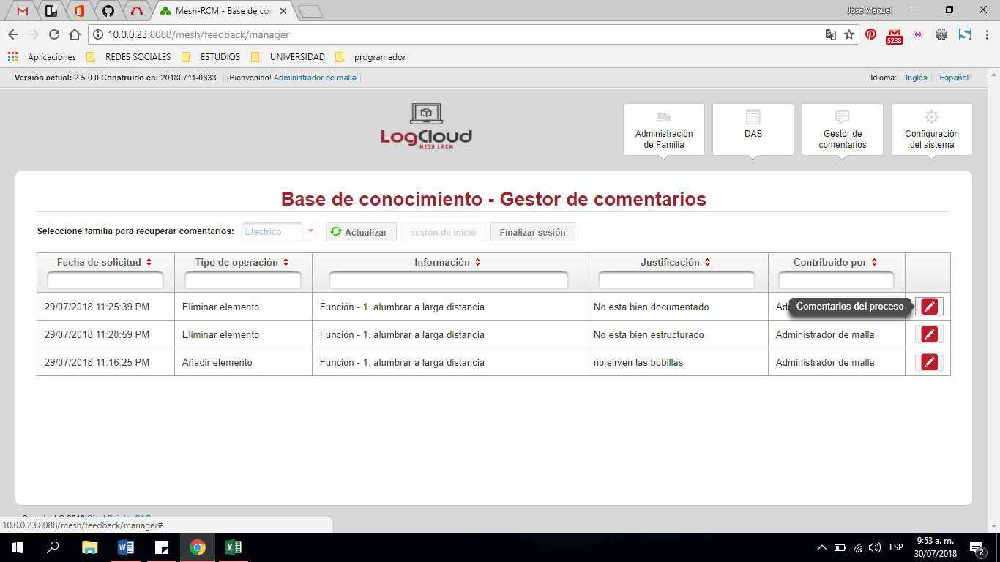 Mesh-RCM - Base de con
Jose Manuel
10.0.0.23:8088/mesh/feedback/manager
5238
Aplicaciones REDES SOCIALES ESTUDIOS UNIVERSIDAD programador
Versión actual: 2.5.0.0 Construido en: 20180711-0833 ¡Bienvenido! Administrador de malla
Idioma: Inglés Español
LogCloud
MESH LRCM
Administración
de Familia
DAS
Gestor de
comentarios
Configuración
del sistema
Base de conocimiento - Gestor de comentarios
Seleccione familia para recuperar comentarios: Electrico Actualizar sesión de inicio Finalizar sesión
Fecha de solicitud Tipo de operación Información Justificación Contribuido por
29/07/2018 11:25:39 PM Eliminar elemento Función - 1. alumbrar a larga distancia No esta bien documentado Ad Comentarios del proceso
29/07/2018 11:20:59 PM Eliminar elemento Función - 1. alumbrar a larga distancia No esta bien estructurado Administrador de malla
29/07/2018 11:16:25 PM Añadir elemento Función - 1. alumbrar a larga distancia no sirven las bobillas Administrador de malla
Copyright © 2018 StackPointer SAS
10.0.0.23:8088/mesh/feedback/manager#
ESP
9:53 a. m.
30/07/2018
2